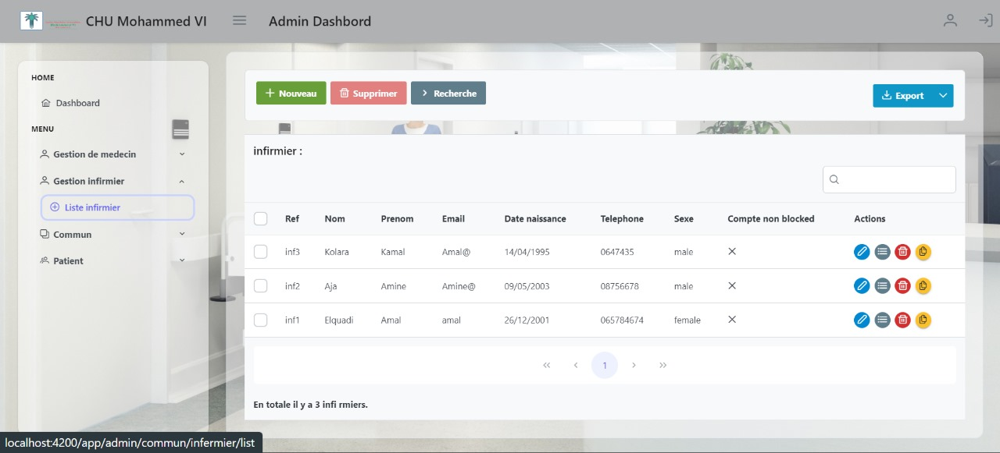 CHU Mohammed VI
Admin Dashbord
HOME
Dashboard
MENU
Gestion de medecin
Gestion infirmier
Liste infirmier
Commun
Patient
Nouveau
Supprimer
Recherche
Export
infirmier :
Ref Nom Prenom Email Date naissance Telephone Sexe Compte non blocked Actions
inf3 Kolara Kamal Amal@ 14/04/1995 0647435 male
inf2 Aja Amine Amine@ 09/05/2003 08756678 male
inf1 Elquadi Amal amal 26/12/2001 065784674 female
1
En totale il y a 3 infi rmiers.
localhost:4200/app/admin/commun/infermier/list